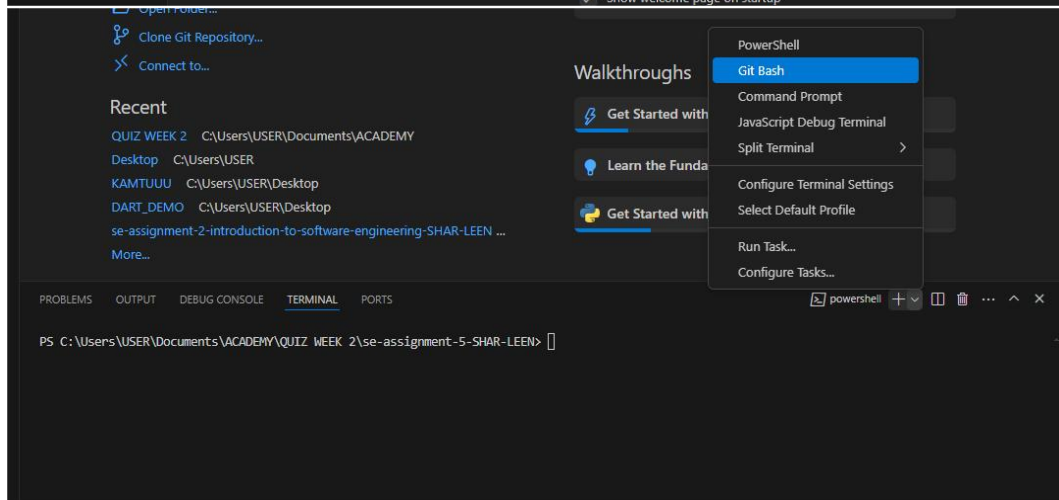 Open Folder...
Show welcome page on startup
Clone Git Repository...
Connect to...
Recent
QUIZ WEEK 2 C:\Users\USER\Documents\ACADEMY
Desktop C:\Users\USER
KAMTUUU C:\Users\USER\Desktop
DART_DEMO C:\Users\USER\Desktop
se-assignment-2-introduction-to-software-engineering-SHAR-LEEN ...
More...
Walkthroughs
Get Started with
Learn the Funda
Get Started with
PowerShell
Git Bash
Command Prompt
JavaScript Debug Terminal
Split Terminal
Configure Terminal Settings
Select Default Profile
Run Task...
Configure Tasks...
PROBLEMS OUTPUT DEBUG CONSOLE TERMINAL PORTS powershell
PS C:\Users\USER\Documents\ACADEMY\QUIZ WEEK 2\se-assignment-5-SHAR-LEEN>